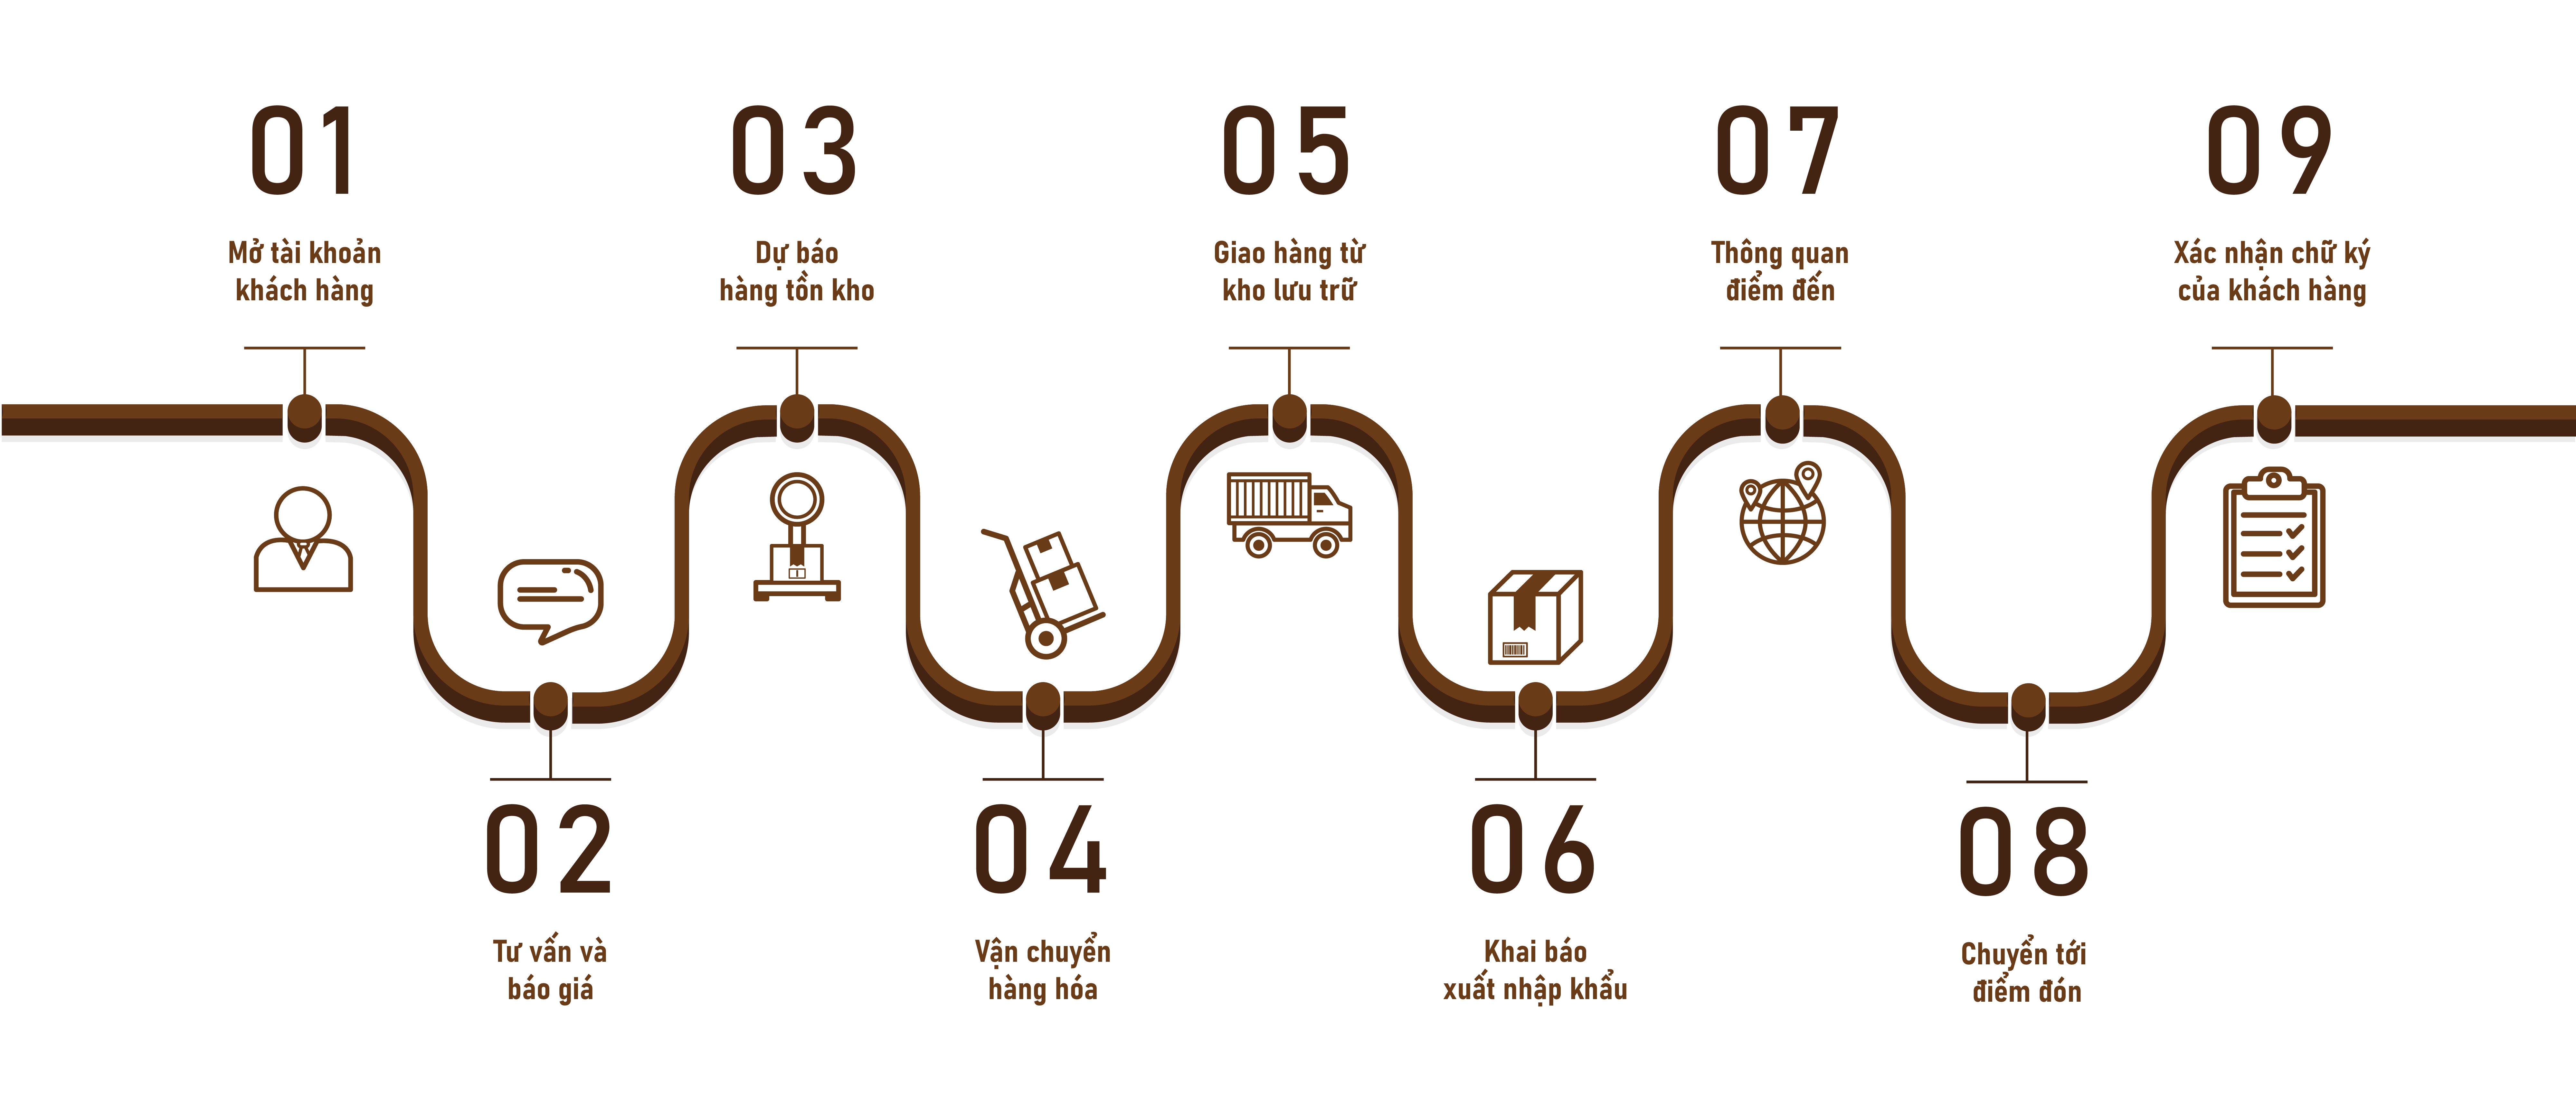 01
Mở tài khoản
khách hàng
02
Tư vấn và
báo giá
03
Dự báo
hàng tồn kho
04
Vận chuyển
hàng hóa
05
Giao hàng từ
kho lưu trữ
06
Khai báo
xuất nhập khẩu
07
Thông quan
điểm đến
08
Chuyển tới
điểm đón
09
Xác nhận chữ ký
của khách hàng